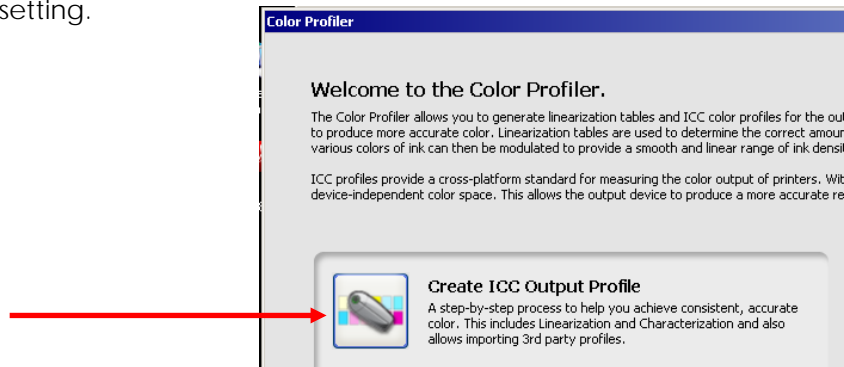 setting.
Color Profiler
Welcome to the Color Profiler.
The Color Profiler allows you to generate linearization tables and ICC color profiles for the
to produce more accurate color. Linearization tables are used to determine the correct
various colors of ink can then be modulated to provide a smooth and linear range of ink
ICC profiles provide a cross-platform standard for measuring the color output of printers.
device-independent color space. This allows the output device to produce a more accurate
Create ICC Output Profile
A step-by-step process to help you achieve consistent, accurate
color. This includes Linearization and Characterization and also
allows importing 3rd party profiles.